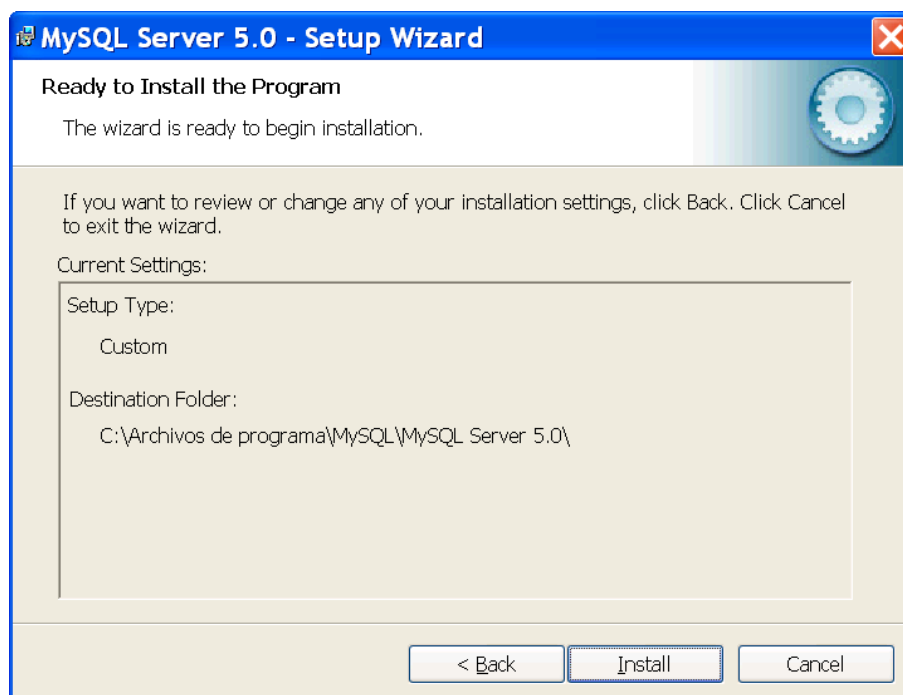 MySQL Server 5.0 - Setup Wizard
Ready to Install the Program
The wizard is ready to begin installation.
If you want to review or change any of your installation settings, click Back. Click Cancel
to exit the wizard.
Current Settings:
Setup Type:
Custom
Destination Folder:
C:\Archivos de programa\MySQL\MySQL Server 5.0\
< Back
Install
Cancel